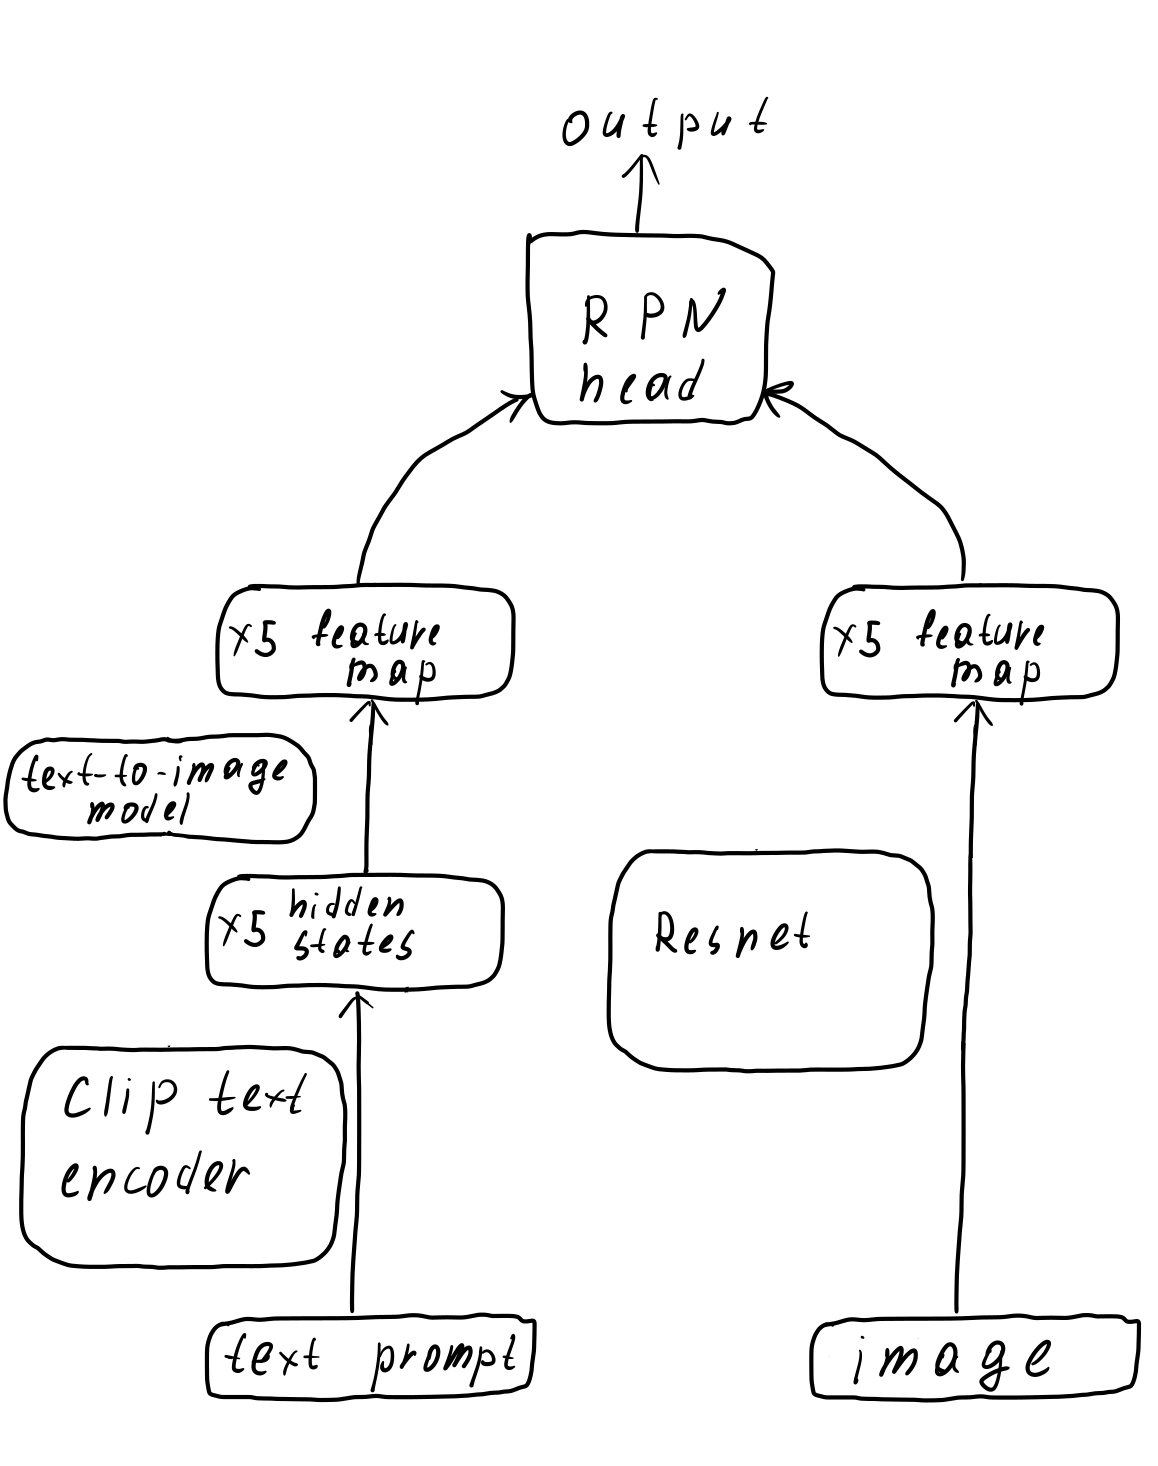 output
RPN
head
x5 feature
map
x5 feature
map
text-to-image
model
x5 hidden
states
Resnet
Clip text
encoder
text prompt
image